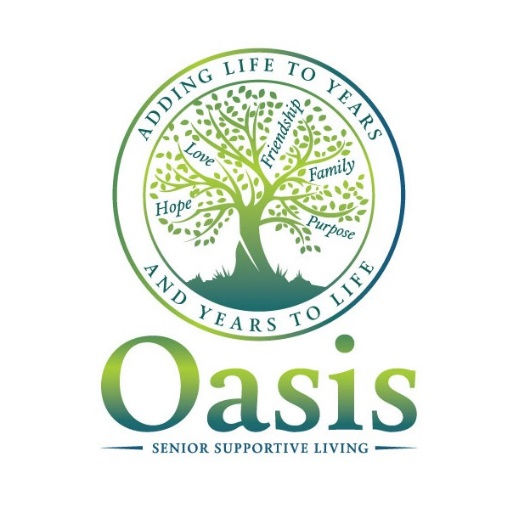 ADDING LIFE TO YEARS
Love
Friendship
Family
Hope
Purpose
AND YEARS TO LIFE
Oasis
SENIOR SUPPORTIVE LIVING